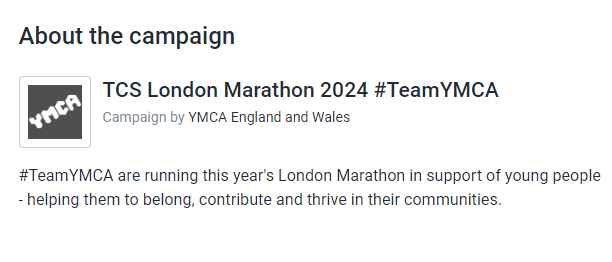 About the campaign
YMCA
TCS London Marathon 2024 #TeamYMCA
Campaign by YMCA England and Wales
#TeamYMCA are running this year's London Marathon in support of young people
- helping them to belong, contribute and thrive in their communities.